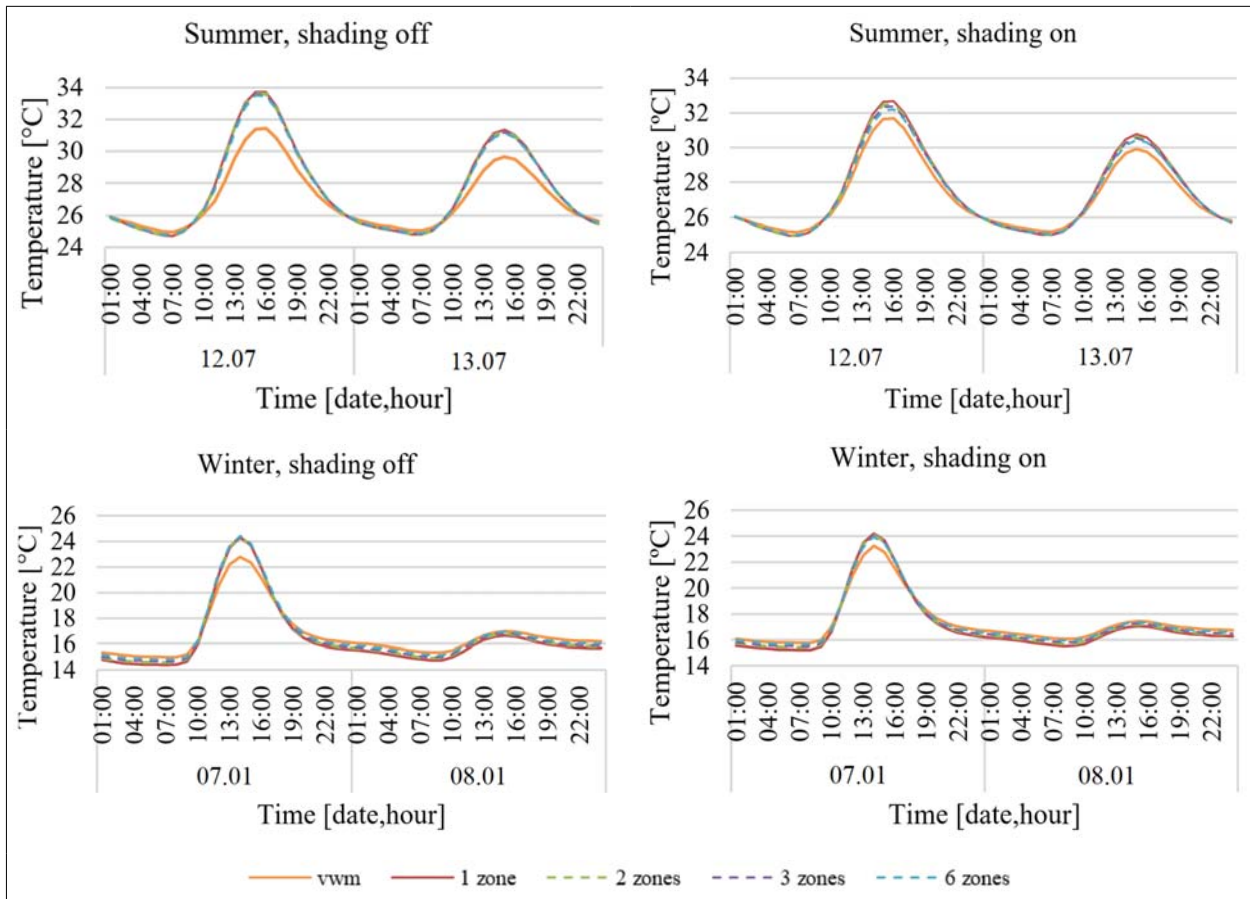 Summer, shading off
Temperature [°C]
34
32
30
28
26
24
01:00 04:00 07:00 10:00 13:00 16:00 19:00 22:00 01:00 04:00 07:00 10:00 13:00 16:00 19:00 22:00
12.07 13.07
Time [date,hour]
Summer, shading on
Temperature [°C]
34
32
30
28
26
24
01:00 04:00 07:00 10:00 13:00 16:00 19:00 22:00 01:00 04:00 07:00 10:00 13:00 16:00 19:00 22:00
12.07 13.07
Time [date,hour]
Winter, shading off
Temperature [°C]
26
24
22
20
18
16
14
01:00 04:00 07:00 10:00 13:00 16:00 19:00 22:00 01:00 04:00 07:00 10:00 13:00 16:00 19:00 22:00
07.01 08.01
Time [date,hour]
Winter, shading on
Temperature [°C]
26
24
22
20
18
16
14
01:00 04:00 07:00 10:00 13:00 16:00 19:00 22:00 01:00 04:00 07:00 10:00 13:00 16:00 19:00 22:00
07.01 08.01
Time [date,hour]
vwm 1 zone 2 zones 3 zones 6 zones